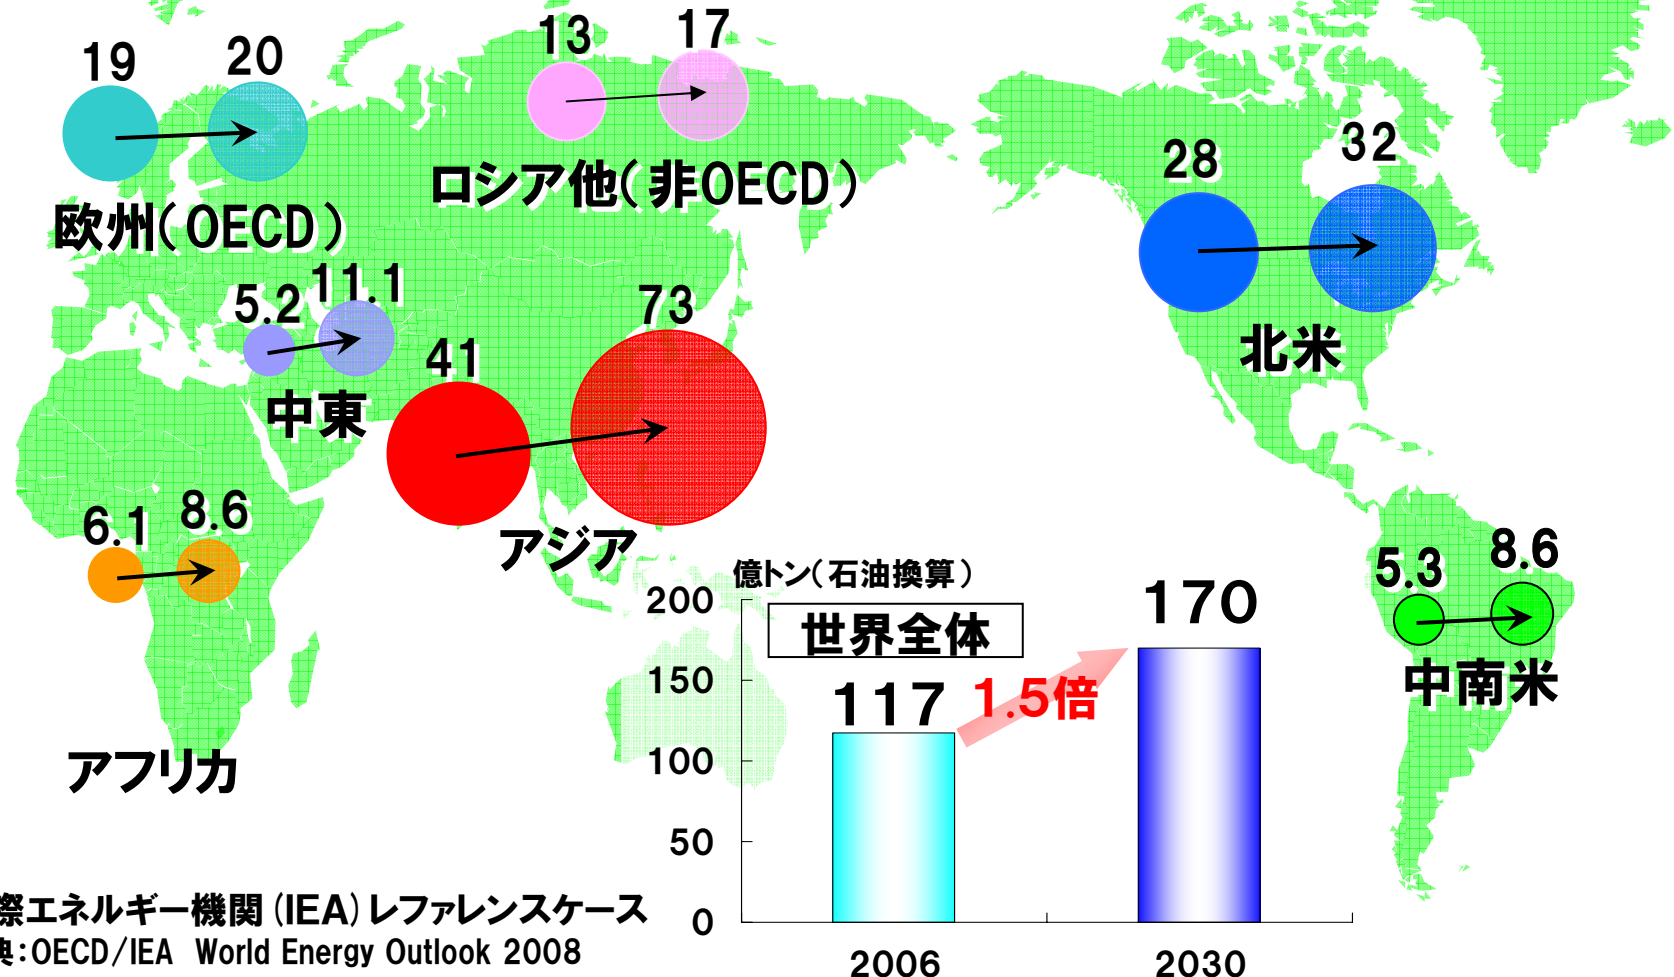 19 20
13 17
ロシア他(非OECD)
欧州(OECD)
28 32
北米
5.2 11.1
中東
41 73
アジア
6.1 8.6
アフリカ
5.3 8.6
中南米
億トン(石油換算)
世界全体
200
150
100
50
0
117
1.5倍
170
2006 2030
際エネルギー機関(IEA)レファレンスケース
典:OECD/IEA World Energy Outlook 2008